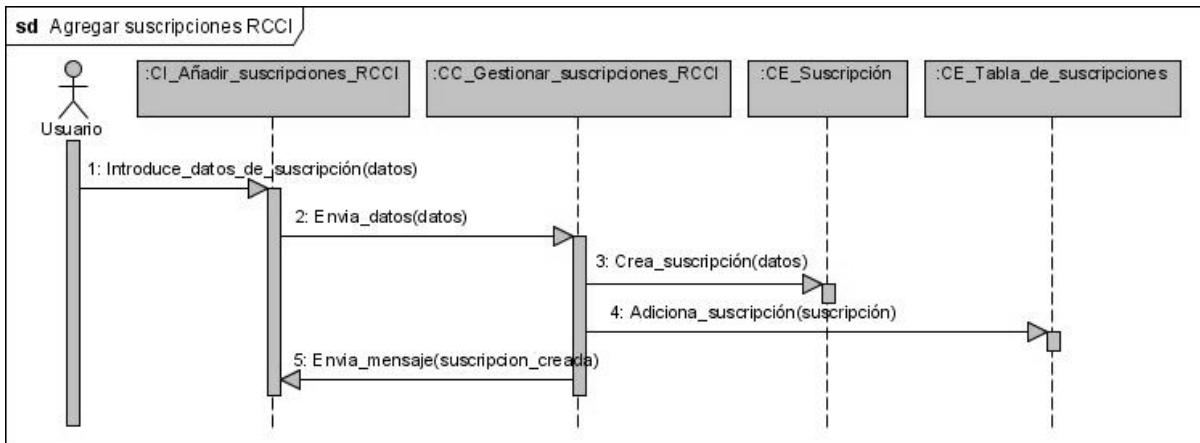 sd Agregar suscripciones RCCI
:CI_Añadir_suscripciones_RCCI
:CC_Gestionar_suscripciones_RCCI
:CE_Suscripción
:CE_Tabla_de_suscripciones
Usuario
1: Introduce_datos_de_suscripción(datos)
2: Envia_datos(datos)
3: Crea_suscripción(datos)
4: Adiciona_suscripción(suscripción)
5: Envia_mensaje(suscripcion_creada)